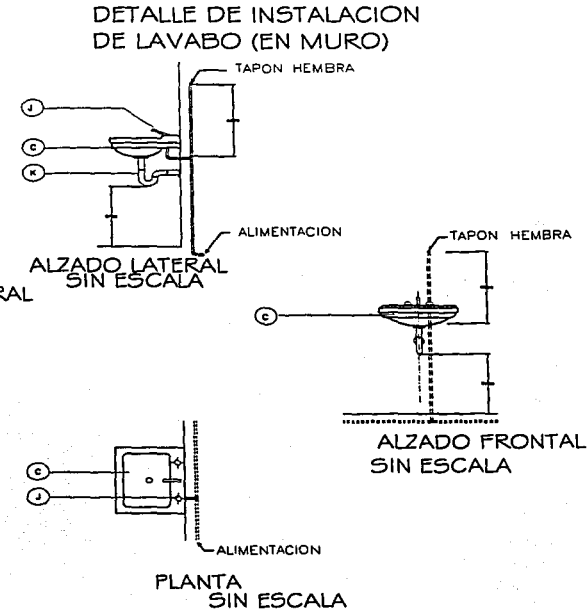 DETALLE DE INSTALACION
DE LAVABO (EN MURO)
TAPON HEMBRA
J
C
K
ALIMENTACION
ALZADO LATERAL
SIN ESCALA
RAL
TAPON HEMBRA
C
ALZADO FRONTAL
SIN ESCALA
C
J
ALIMENTACION
PLANTA
SIN ESCALA